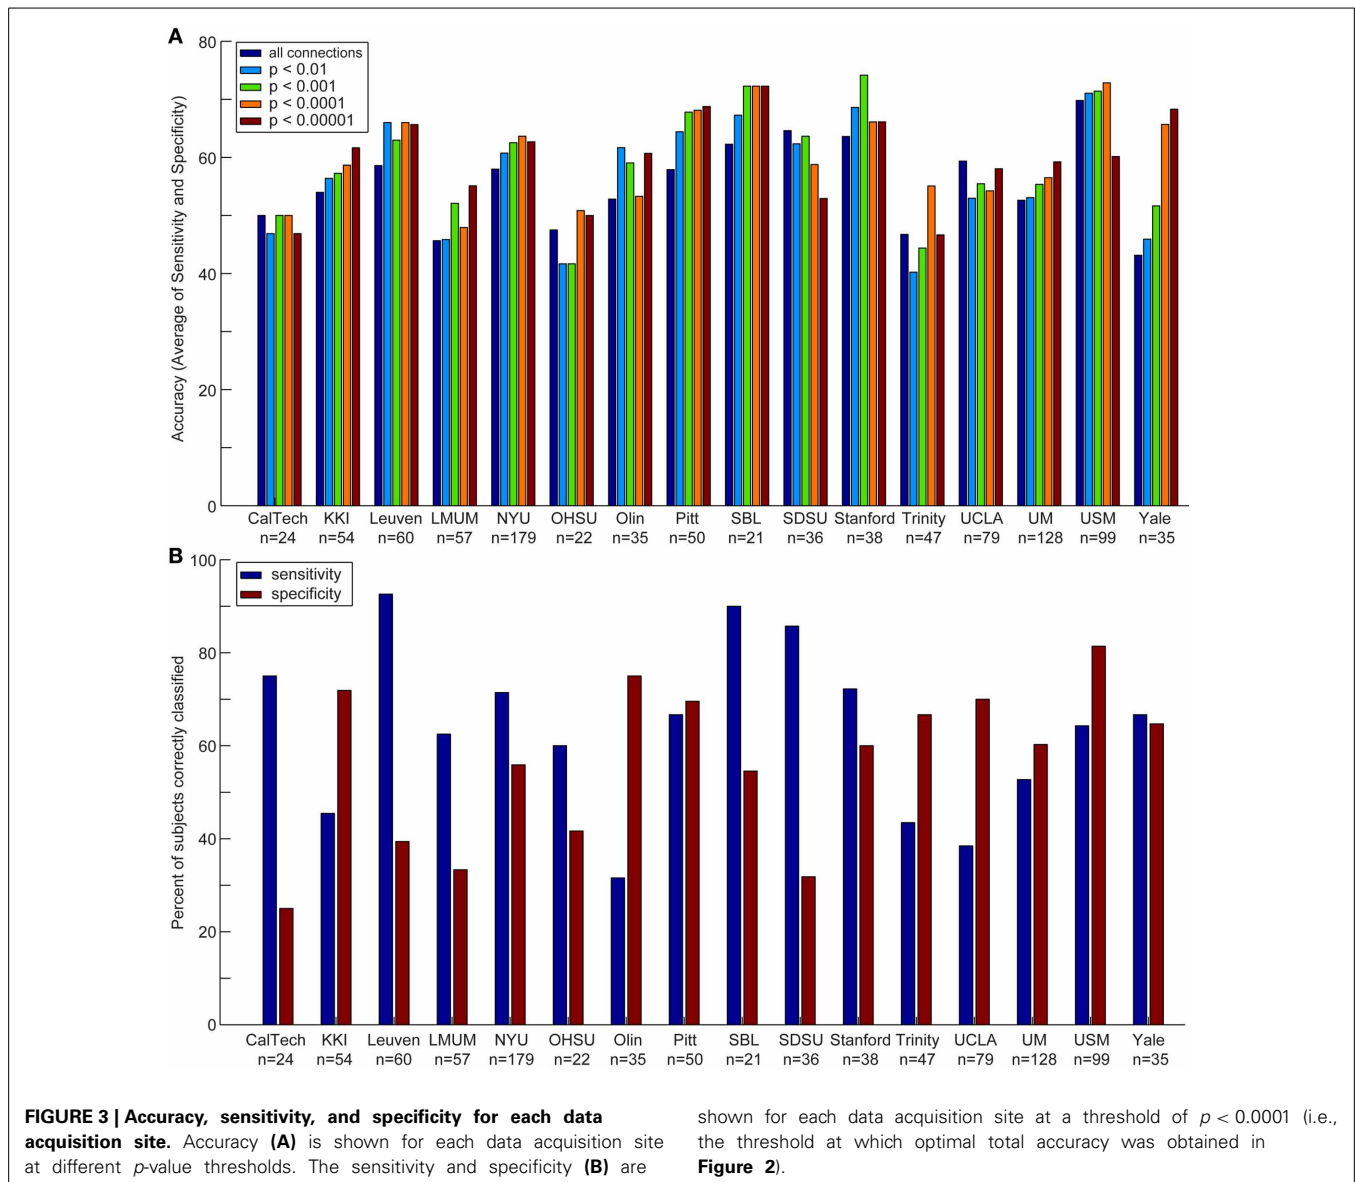 A
80
60
40
20
0
Accuracy (Average of Sensitivity and Specificity)
all connections
p < 0.01
p < 0.001
p < 0.0001
p < 0.00001
CalTech KKI Leuven LMUM NYU OHSU Olin Pitt SBL SDSU Stanford Trinity UCLA UM USM Yale
n=24 n=54 n=60 n=57 n=179 n=22 n=35 n=50 n=21 n=36 n=38 n=47 n=79 n=128 n=99 n=35
B
100
80
60
40
20
0
Percent of subjects correctly classified
sensitivity
specificity
CalTech KKI Leuven LMUM NYU OHSU Olin Pitt SBL SDSU Stanford Trinity UCLA UM USM Yale
n=24 n=54 n=60 n=57 n=179 n=22 n=35 n=50 n=21 n=36 n=38 n=47 n=79 n=128 n=99 n=35
FIGURE 3 | Accuracy, sensitivity, and specificity for each data
acquisition site. Accuracy (A) is shown for each data acquisition site
at different p-value thresholds. The sensitivity and specificity (B) are
shown for each data acquisition site at a threshold of p < 0.0001 (i.e.,
the threshold at which optimal total accuracy was obtained in
Figure 2).